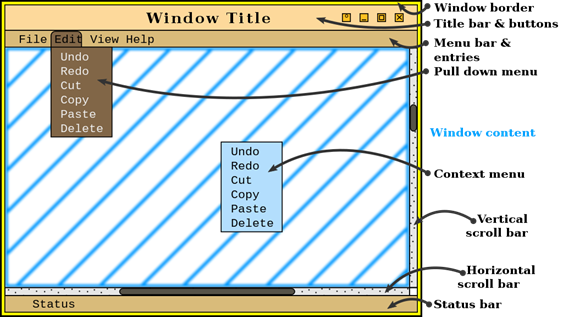 Window Title
Window border
Title bar & buttons
File Edit View Help
Menu bar &
entries
Pull down menu
Undo
Redo
Cut
Copy
Paste
Delete
Window content
Undo
Redo
Cut
Copy
Paste
Delete
Context menu
Vertical
scroll bar
Horizontal
scroll bar
Status
Status bar